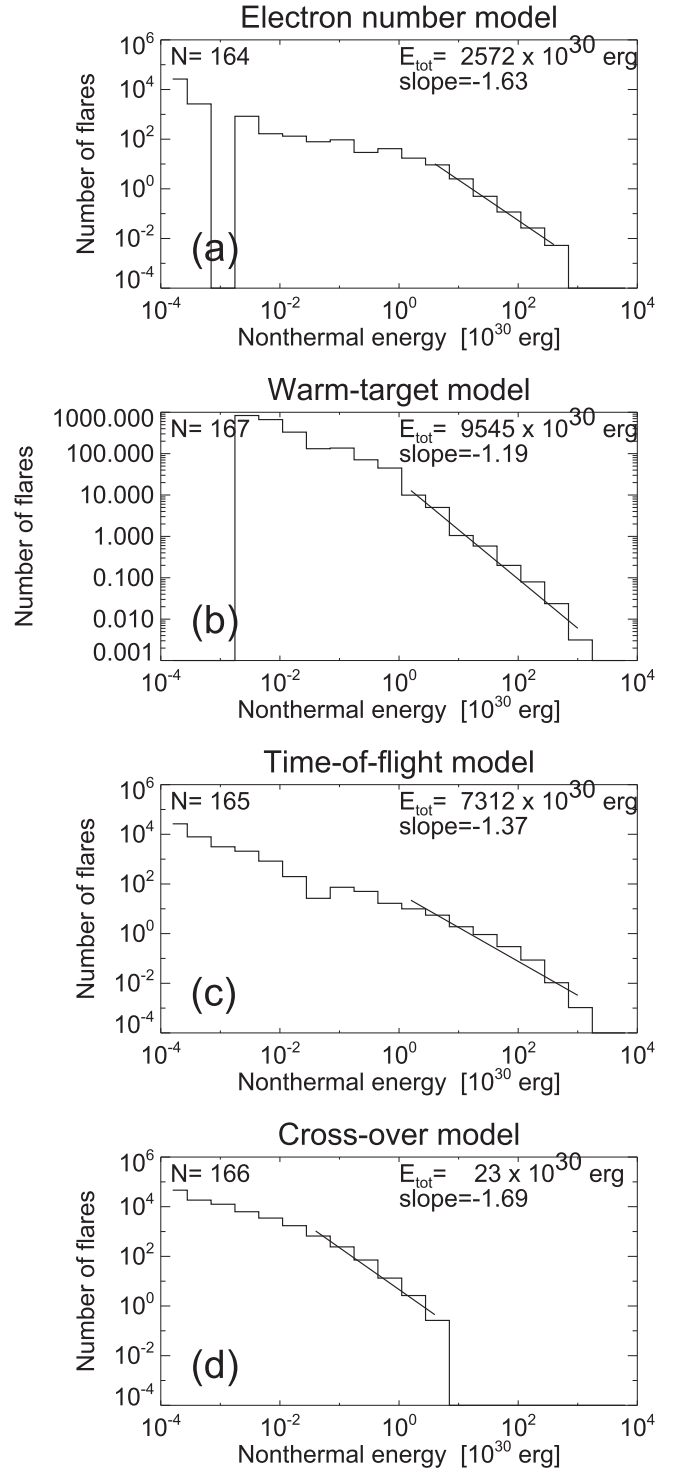 Electron number model
N= 164
E_tot= 2572 x 10^30 erg
slope=-1.63
Number of flares
10^6
10^4
10^2
10^0
10^-2
10^-4
(a)
10^-4 10^-2 10^0 10^2 10^4
Nonthermal energy [10^30 erg]
Warm-target model
N= 167
E_tot= 9545 x 10^30 erg
slope=-1.19
Number of flares
1000.000
100.000
10.000
1.000
0.100
0.010
0.001
(b)
10^-4 10^-2 10^0 10^2 10^4
Nonthermal energy [10^30 erg]
Time-of-flight model
N= 165
E_tot= 7312 x 10^30 erg
slope=-1.37
Number of flares
10^6
10^4
10^2
10^0
10^-2
10^-4
(c)
10^-4 10^-2 10^0 10^2 10^4
Nonthermal energy [10^30 erg]
Cross-over model
N= 166
E_tot= 23 x 10^30 erg
slope=-1.69
Number of flares
10^6
10^4
10^2
10^0
10^-2
10^-4
(d)
10^-4 10^-2 10^0 10^2 10^4
Nonthermal energy [10^30 erg]